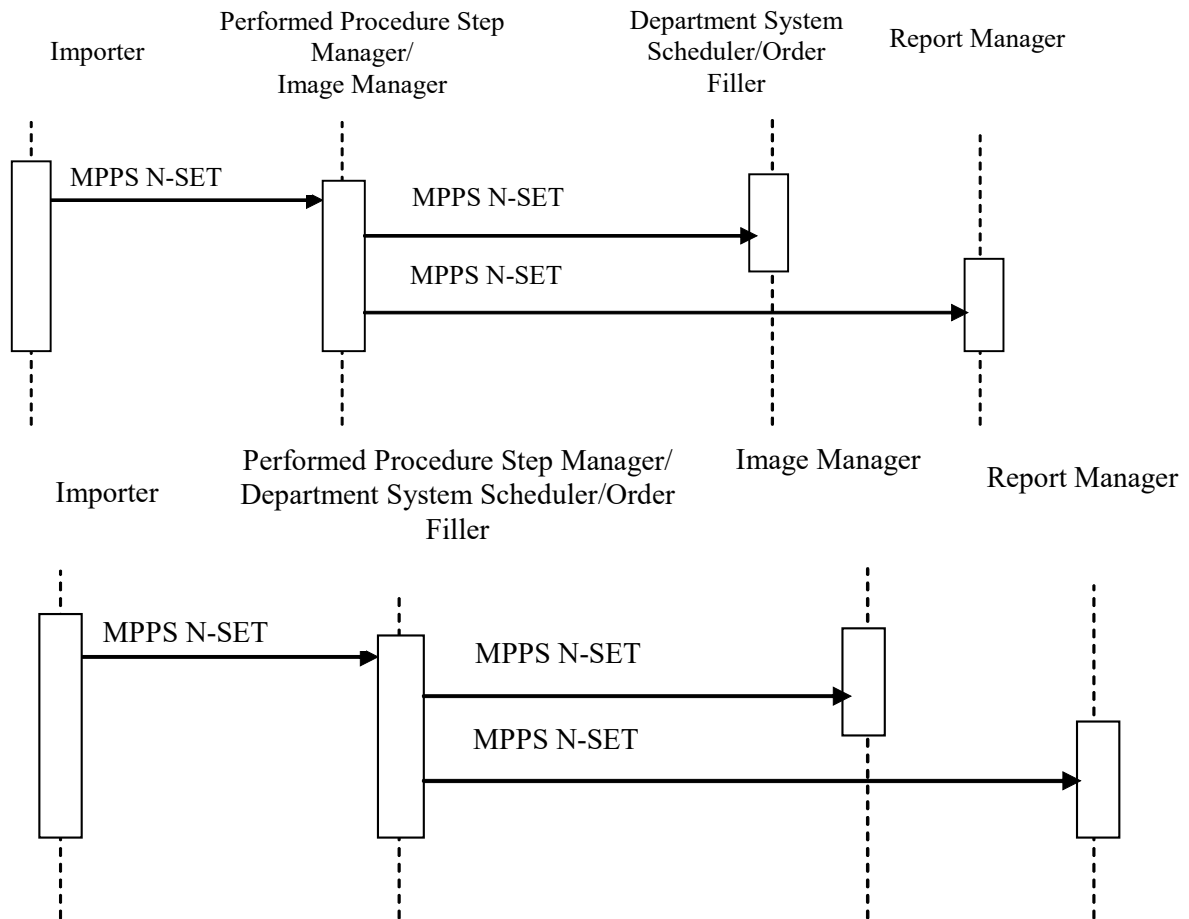 Importer
Performed Procedure Step
Manager/
Image Manager
Department System
Scheduler/Order
Filler
Report Manager
MPPS N-SET
MPPS N-SET
MPPS N-SET
Importer
Performed Procedure Step Manager/
Department System Scheduler/Order
Filler
Image Manager
Report Manager
MPPS N-SET
MPPS N-SET
MPPS N-SET